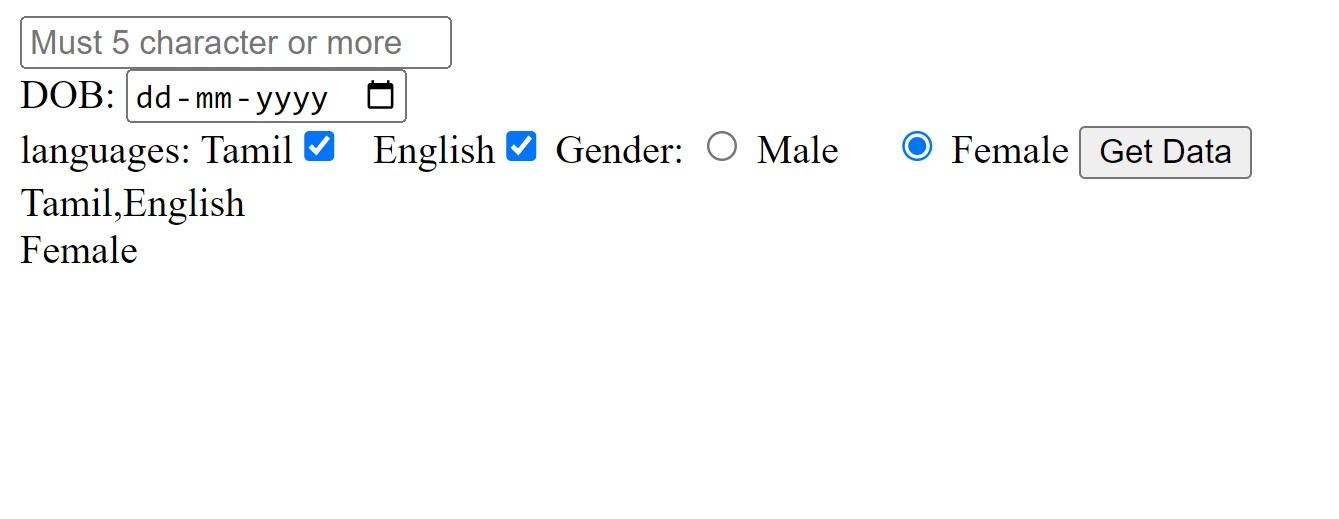 Must 5 character or more
DOB: dd-mm-yyyy
languages: Tamil English Gender: Male Female Get Data
Tamil,English
Female